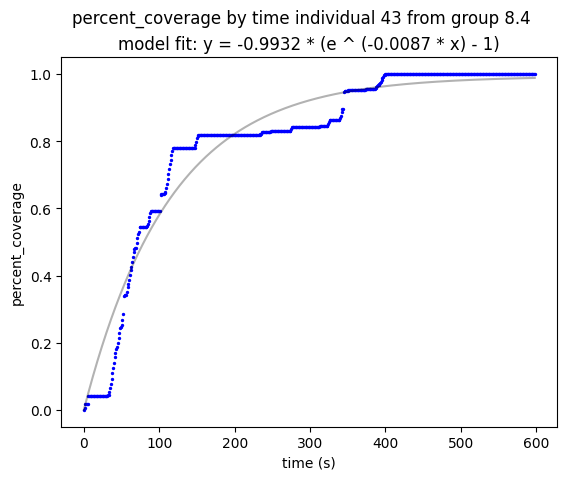 percent_coverage by time individual 43 from group 8.4
model fit: y = -0.9932 * (e ^ (-0.0087 * x) - 1)
1.0
0.8
0.6
0.4
0.2
0.0
percent_coverage
0 100 200 300 400 500 600
time (s)